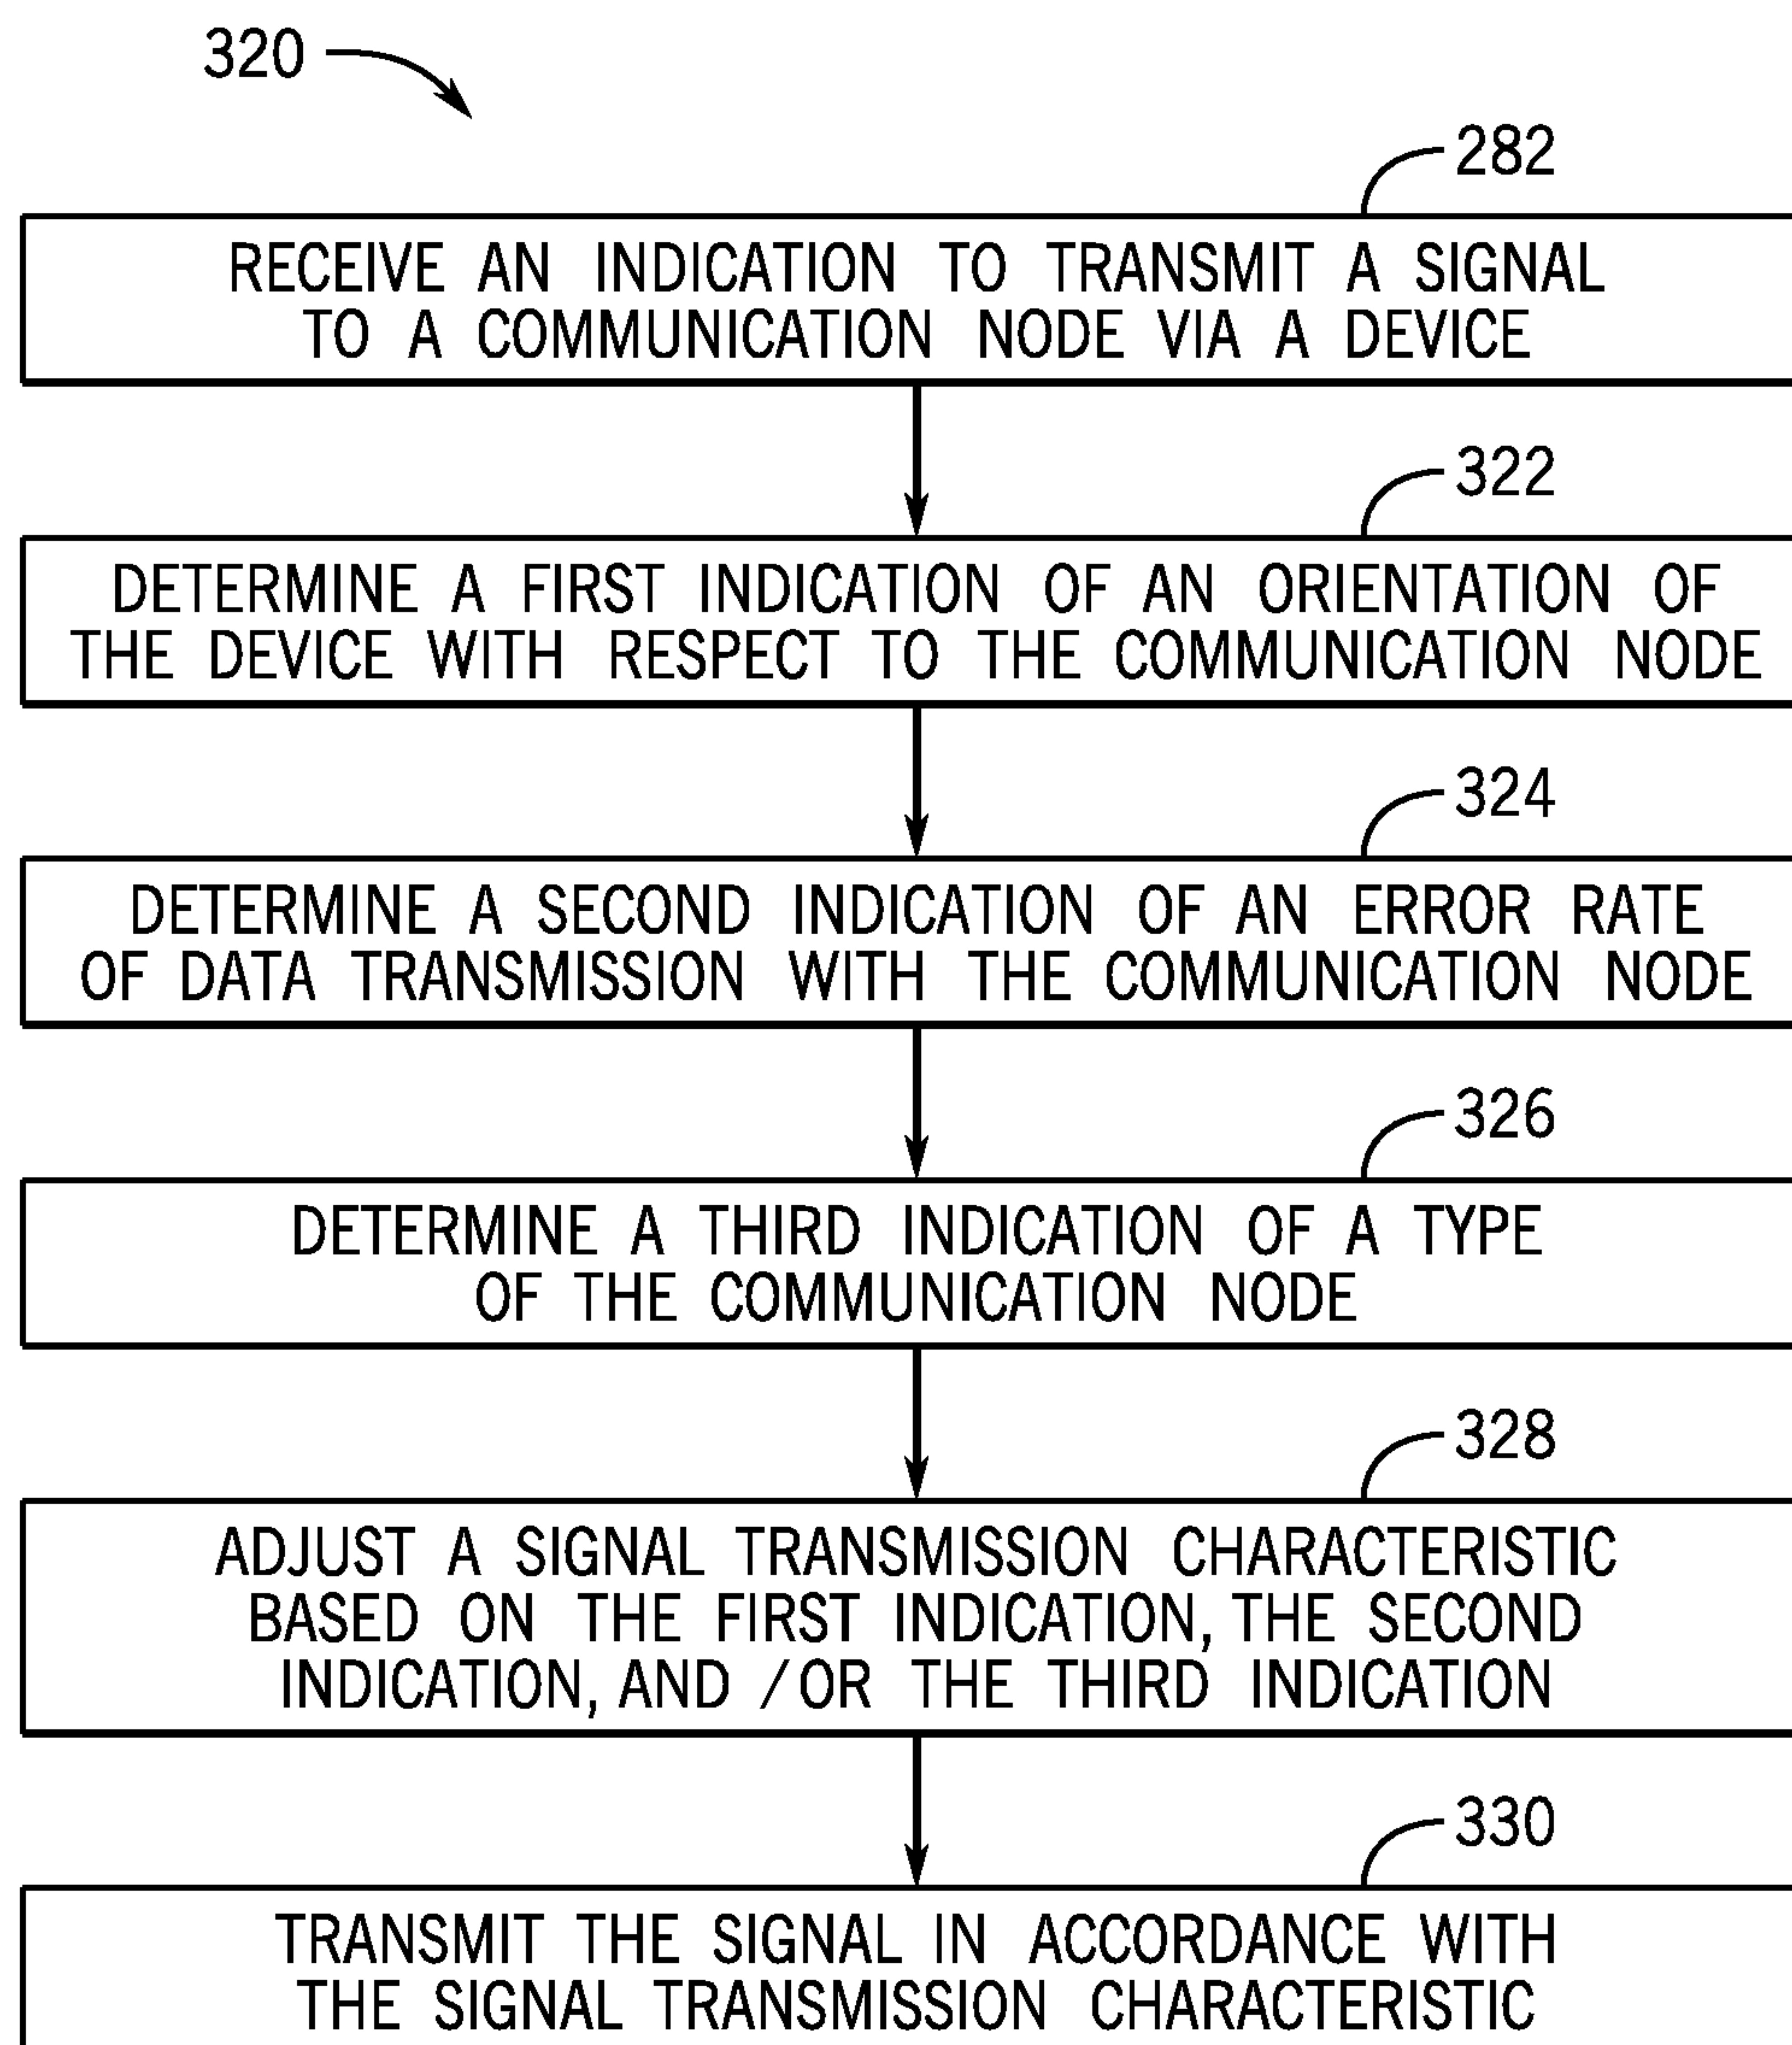 320
282
RECEIVE AN INDICATION TO TRANSMIT A SIGNAL
TO A COMMUNICATION NODE VIA A DEVICE
322
DETERMINE A FIRST INDICATION OF AN ORIENTATION OF
THE DEVICE WITH RESPECT TO THE COMMUNICATION NODE
324
DETERMINE A SECOND INDICATION OF AN ERROR RATE
OF DATA TRANSMISSION WITH THE COMMUNICATION NODE
326
DETERMINE A THIRD INDICATION OF A TYPE
OF THE COMMUNICATION NODE
328
ADJUST A SIGNAL TRANSMISSION CHARACTERISTIC
BASED ON THE FIRST INDICATION, THE SECOND
INDICATION, AND /OR THE THIRD INDICATION
330
TRANSMIT THE SIGNAL IN ACCORDANCE WITH
THE SIGNAL TRANSMISSION CHARACTERISTIC